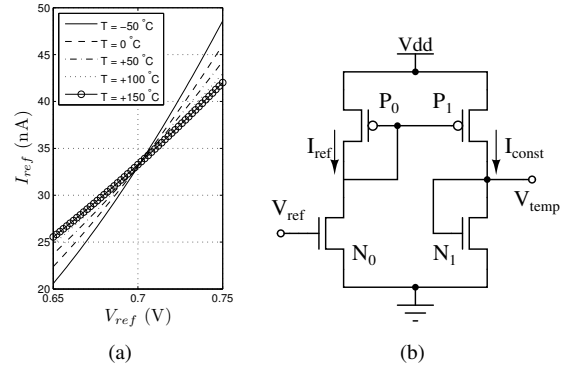 T = −50 °C
T = 0 °C
T = +50 °C
T = +100 °C
T = +150 °C
50
45
40
35
30
25
20
0.65
0.7
0.75
I_ref (nA)
V_ref (V)
(a)
Vdd
P_0
P_1
I_ref
I_const
V_ref
V_temp
N_0
N_1
(b)